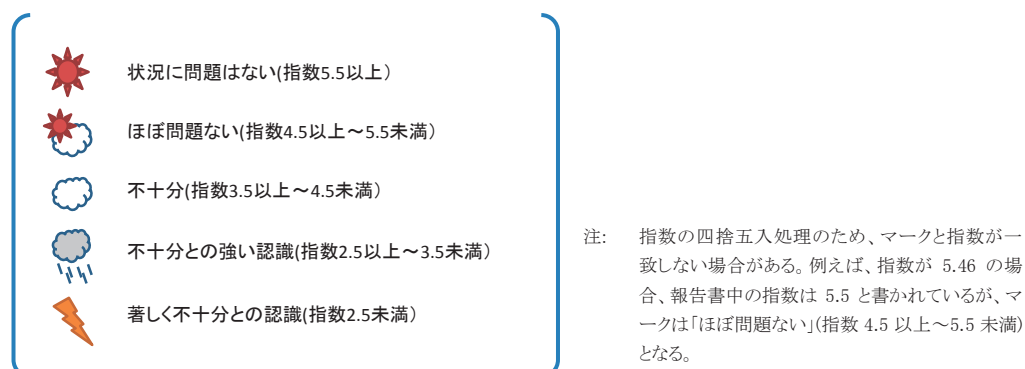 状況に問題はない(指数5.5以上）
ほぼ問題ない(指数4.5以上～5.5未満）
不十分(指数3.5以上～4.5未満）
不十分との強い認識(指数2.5以上～3.5未満）
著しく不十分との認識(指数2.5未満）
注: 指数の四捨五入処理のため、マークと指数が一
致しない場合がある。例えば、指数が 5.46 の場
合、報告書中の指数は 5.5 と書かれているが、マ
ークは「ほぼ問題ない」(指数 4.5 以上～5.5 未満)
となる。